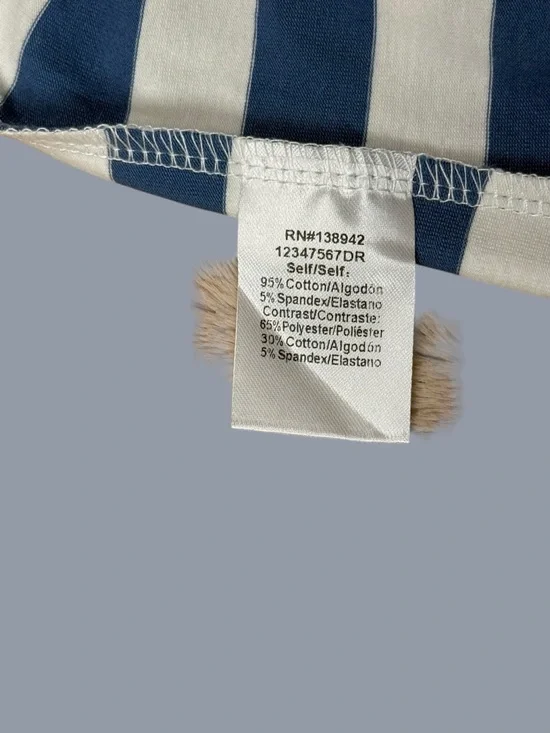 RN#138942
12347567DR
Self/Self:
95%Cotton/Algodón
5%Spandex/Elastano
Contrast/Contraste:
65%Polyester/Poliéster
30%Cotton/Algodón
5%Spandex/Elastano